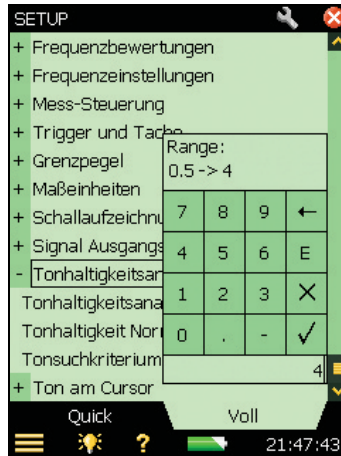 SETUP
+ Frequenzbewertungen
+ Frequenzeinstellungen
+ Mess-Steuerung
+ Trigger und Tacho
+ Grenzpegel
+ Maßeinheiten
+ Schallaufzeichnu
+ Signal Ausgangs
- Tonhaltigkeitsan
Tonhaltigkeitsana
Tonhaltigkeit Nor
Tonsuchkriterium
+ Ton am Cursor
Range:
0.5 -> 4
7 8 9 ←
4 5 6 E
1 2 3 ✕
0 . - ✓
4
Quick Voll
? 21:47:43